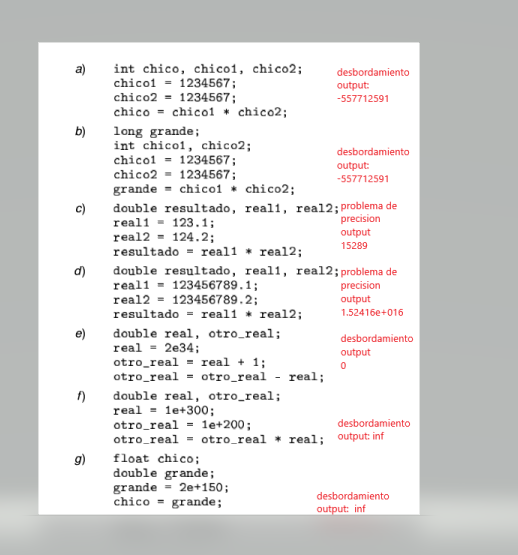 a) int chico, chico1, chico2;
chico1 = 1234567;
chico2 = 1234567;
chico = chico1 * chico2;
desbordamiento
output:
-557712591
b) long grande;
int chico1, chico2;
chico1 = 1234567;
chico2 = 1234567;
grande = chico1 * chico2;
desbordamiento
output:
-557712591
c) double resultado, real1, real2;
real1 = 123.1;
real2 = 124.2;
resultado = real1 * real2;
problema de
precision
output
15289
d) double resultado, real1, real2;
real1 = 123456789.1;
real2 = 123456789.2;
resultado = real1 * real2;
problema de
precision
output
1.52416e+016
e) double real, otro_real;
real = 2e34;
otro_real = real + 1;
otro_real = otro_real - real;
desbordamiento
output
0
f) double real, otro_real;
real = 1e+300;
otro_real = 1e+200;
otro_real = otro_real * real;
desbordamiento
output: inf
g) float chico;
double grande;
grande = 2e+150;
chico = grande;
desbordamiento
output: inf